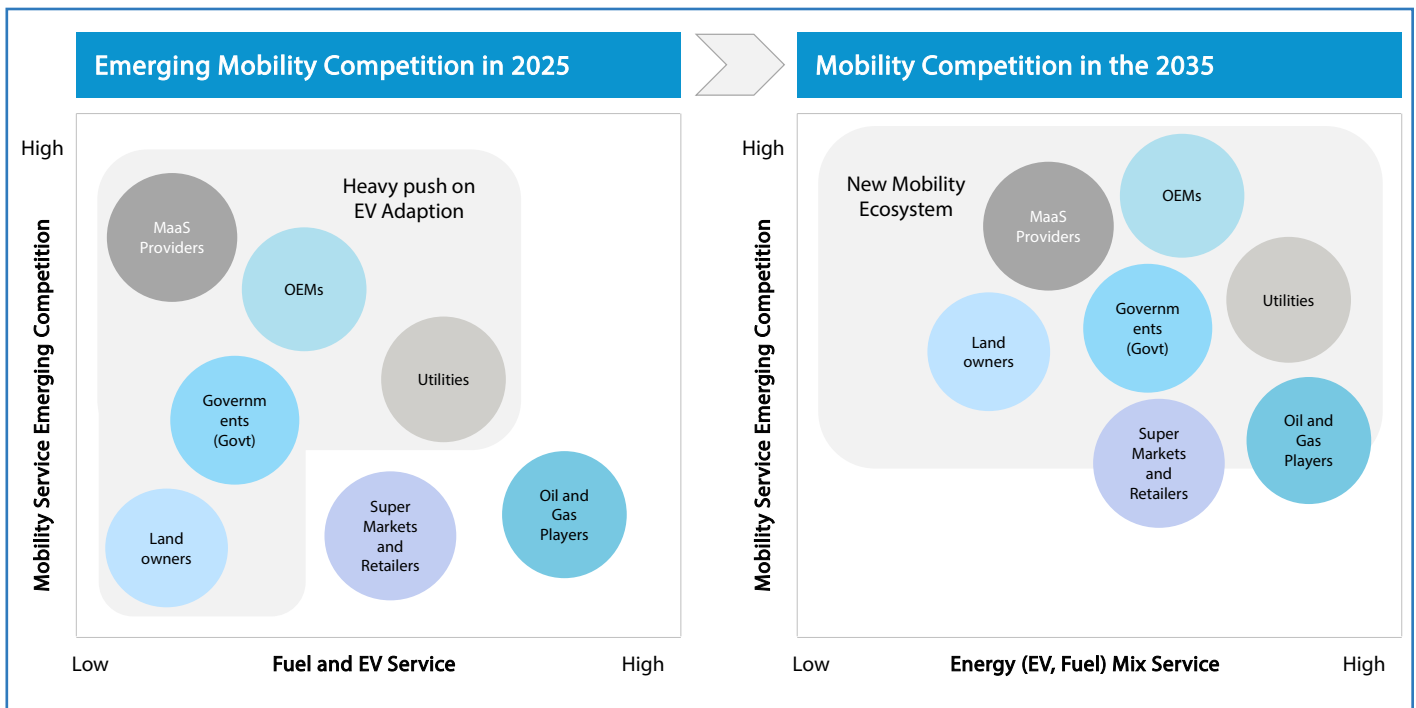 Emerging Mobility Competition in 2025
High
Mobility Service Emerging Competition
Heavy push on
EV Adaption
MaaS
Providers
OEMs
Utilities
Governm
ents
(Govt)
Land
owners
Super
Markets
and
Retailers
Oil and
Gas
Players
Low
Fuel and EV Service
High
Mobility Competition in the 2035
High
Mobility Service Emerging Competition
New Mobility
Ecosystem
MaaS
Providers
OEMs
Utilities
Governm
ents
(Govt)
Land
owners
Super
Markets
and
Retailers
Oil and
Gas
Players
Low
Energy (EV, Fuel) Mix Service
High